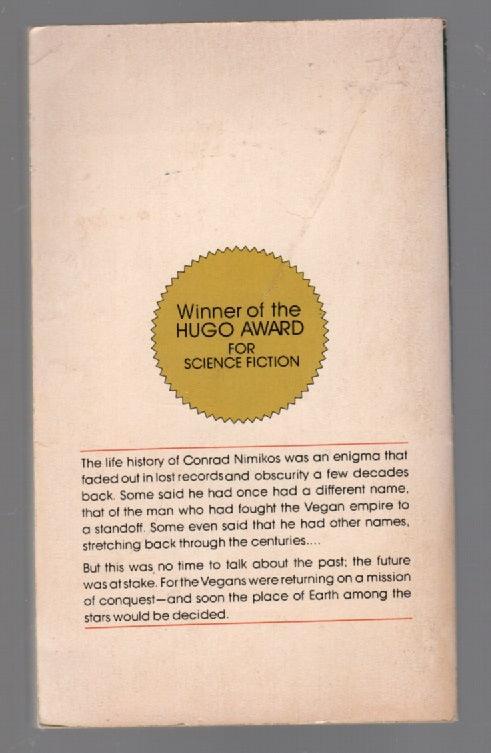 Winner of the
HUGO AWARD
FOR
SCIENCE FICTION
The life history of Conrad Nimikos was an enigma that
faded out in lost records and obscurity a few decades
back. Some said he had once had a different name,
that of the man who had fought the Vegan empire to
a standoff. Some even said that he had other names,
stretching back through the centuries....
But this was no time to talk about the past; the future
was at stake. For the Vegans were returning on a mission
of conquest—and soon the place of Earth among the
stars would be decided.